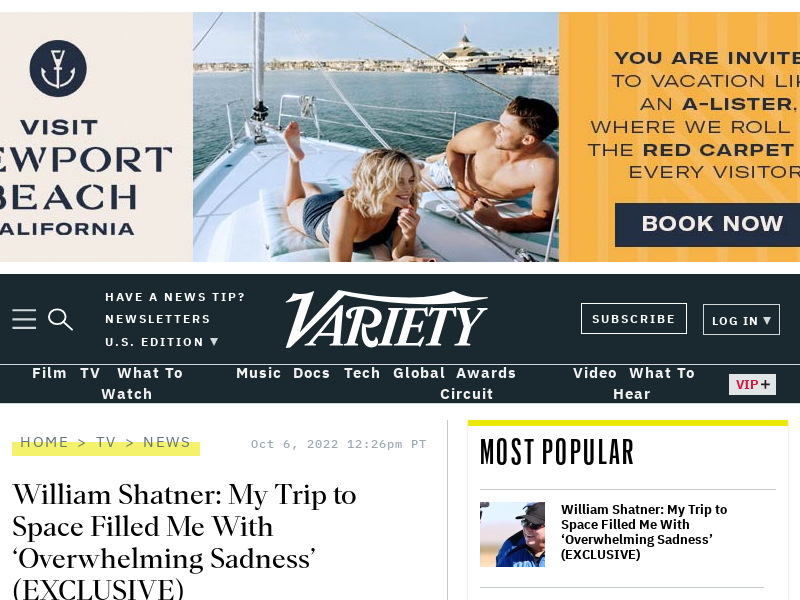 VISIT
EWPORT
BEACH
ALIFORNIA
YOU ARE INVITE
TO VACATION LI
AN A-LISTER,
WHERE WE ROLL
THE RED CARPET
EVERY VISITOR
BOOK NOW
HAVE A NEWS TIP?
NEWSLETTERS
U.S. EDITION ▼
VARIETY
SUBSCRIBE
LOG IN ▼
Film TV What To Watch Music Docs Tech Global Awards Circuit Video What To Hear
VIP+
HOME > TV > NEWS
Oct 6, 2022 12:26pm PT
William Shatner: My Trip to
Space Filled Me With
‘Overwhelming Sadness’
(EXCLUSIVE)
MOST POPULAR
William Shatner: My Trip to
Space Filled Me With
‘Overwhelming Sadness’
(EXCLUSIVE)